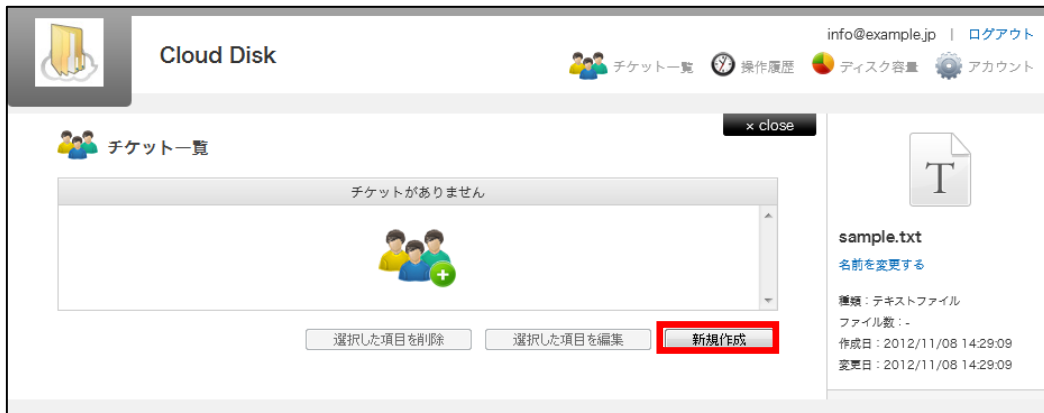 Cloud Disk
info@example.jp | ログアウト
チケット一覧 操作履歴 ディスク容量 アカウント
× close
チケット一覧
チケットがありません
選択した項目を削除 選択した項目を編集 新規作成
T
sample.txt
名前を変更する
種類:テキストファイル
ファイル数:-
作成日:2012/11/08 14:29:09
変更日:2012/11/08 14:29:09